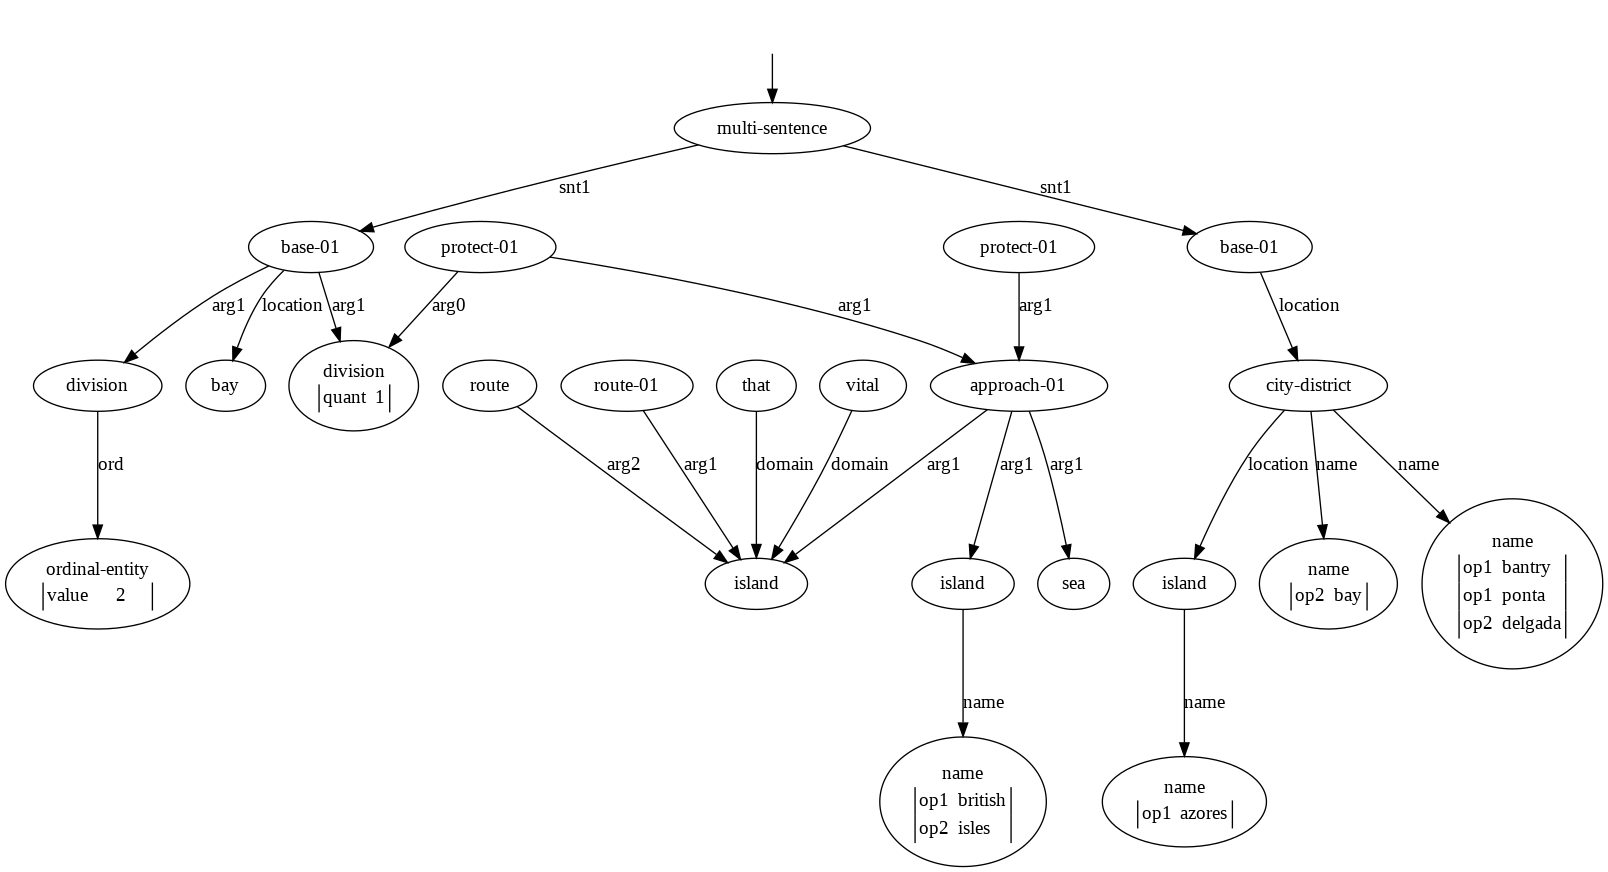 multi-sentence
snt1 snt1
base-01 protect-01 protect-01 base-01
arg1 location arg1 arg0 arg1 arg1 location
division bay division route route-01 that vital approach-01 city-district
quant 1
ord arg2 arg1 domain domain arg1 arg1 arg1 location name name
ordinal-entity
value 2
island island sea island
name
op2 bay
name
op1 bantry
op1 ponta
op2 delgada
name name
name
op1 british
op2 isles
name
op1 azores